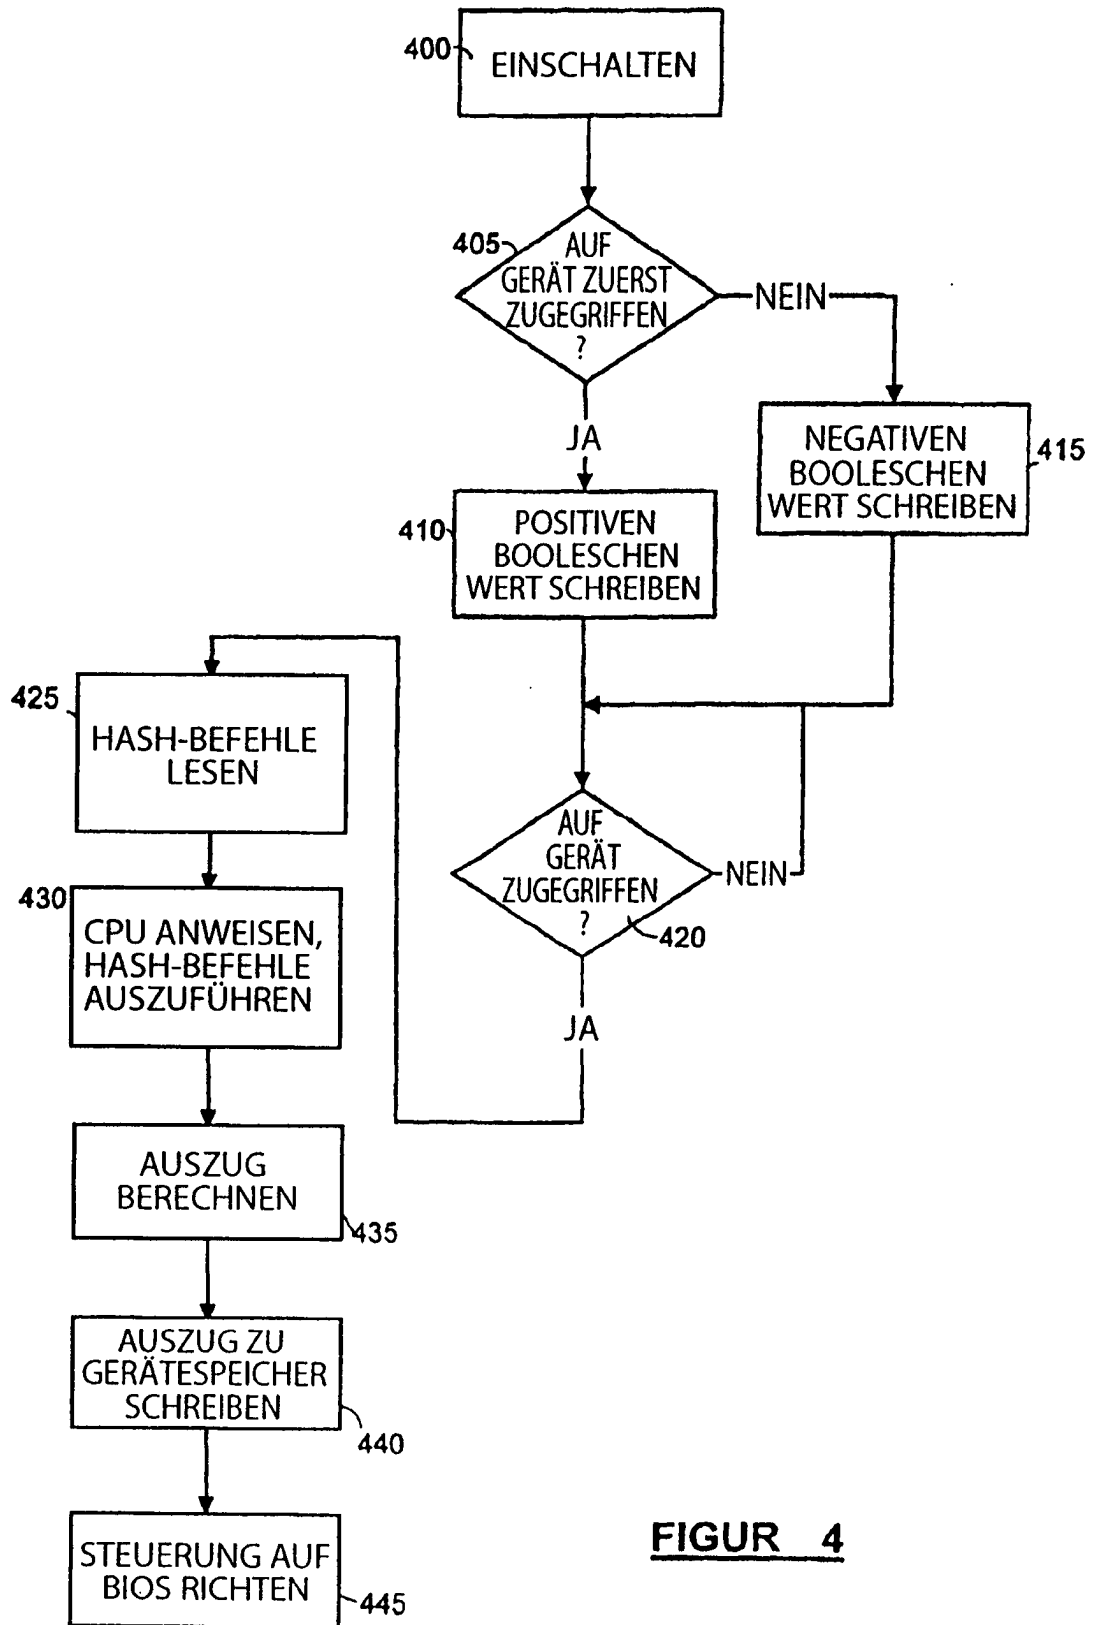 400
EINSCHALTEN
405
AUF
GERÄT ZUERST
ZUGEGRIFFEN
?
NEIN
JA
NEGATIVEN
BOOLESCHEN
WERT SCHREIBEN
415
410
POSITIVEN
BOOLESCHEN
WERT SCHREIBEN
425
HASH-BEFEHLE
LESEN
AUF
GERÄT
ZUGEGRIFFEN
?
NEIN
420
JA
430
CPU ANWEISEN,
HASH-BEFEHLE
AUSZUFÜHREN
AUSZUG
BERECHNEN
435
AUSZUG ZU
GERÄTESPEICHER
SCHREIBEN
440
STEUERUNG AUF
BIOS RICHTEN
445
FIGUR 4